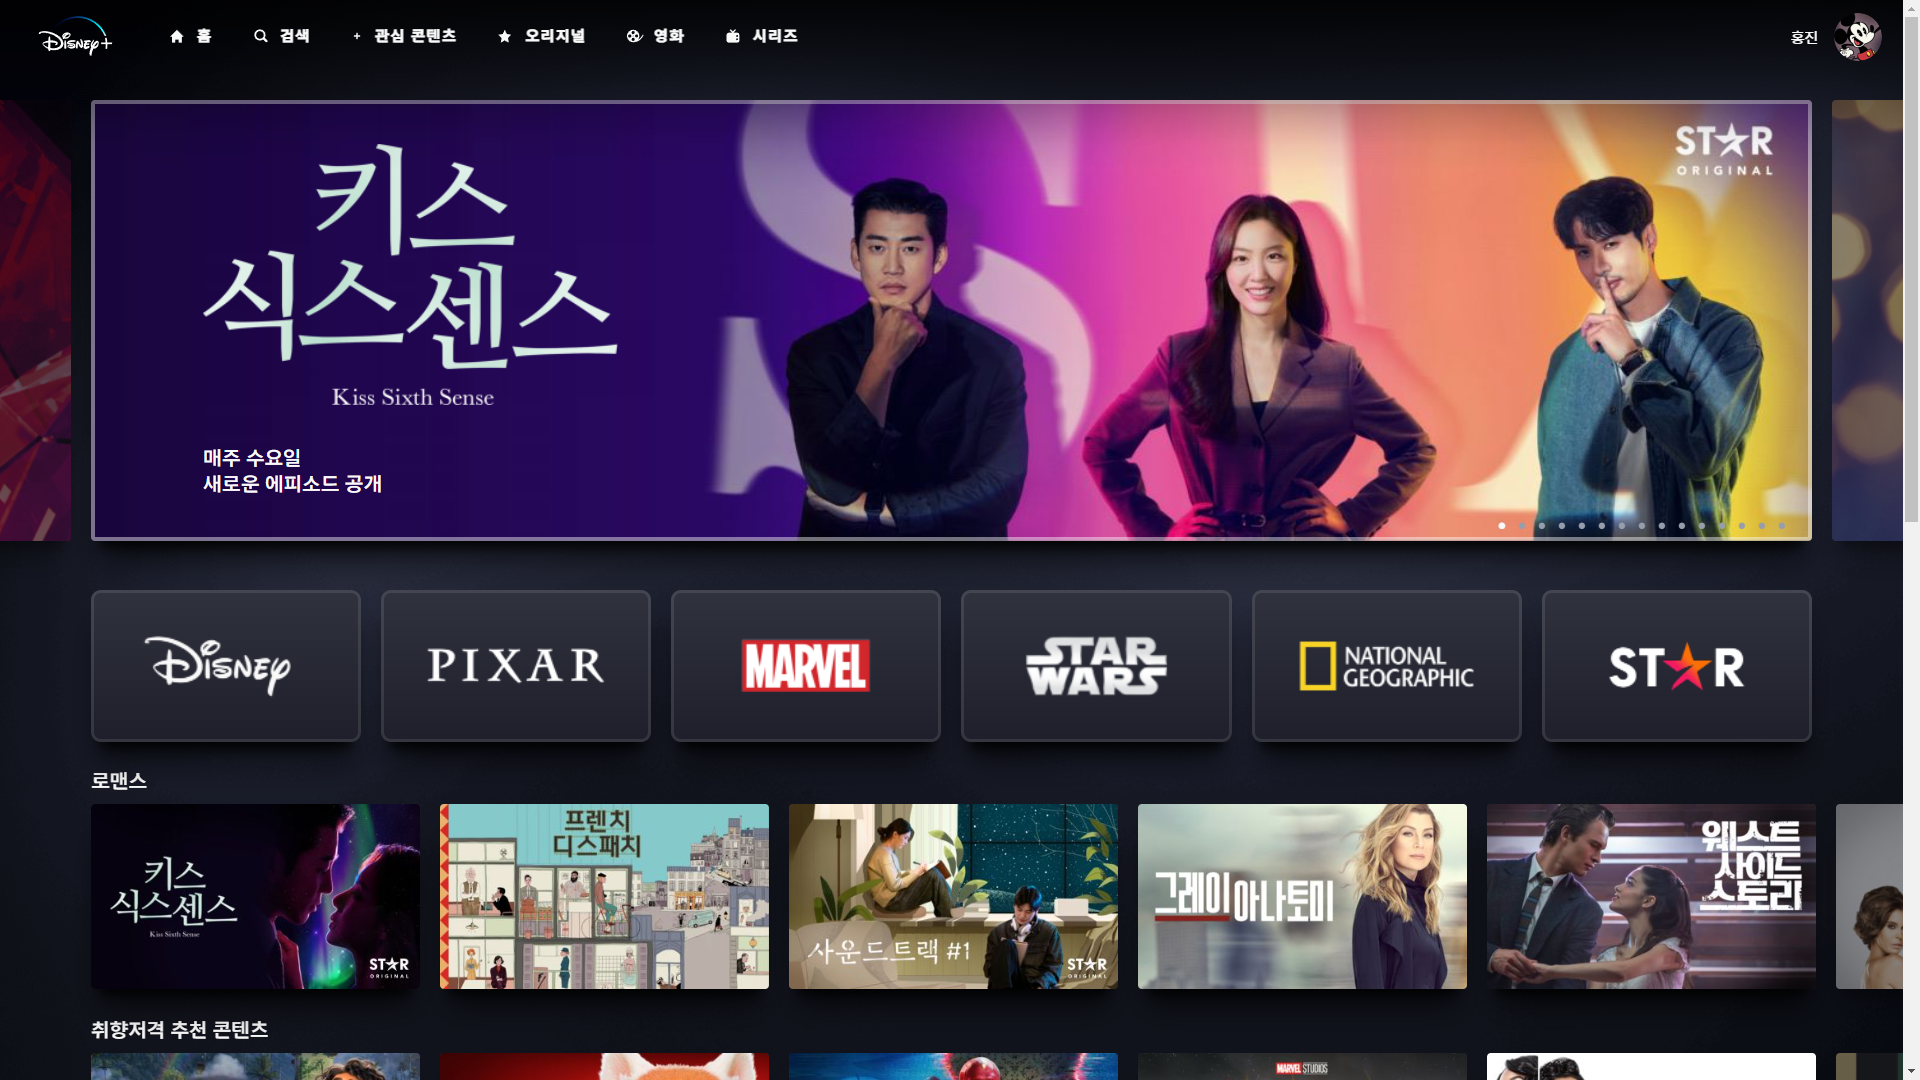 Disney+
홈
검색
관심 콘텐츠
오리지널
영화
시리즈
홍진
키스
식스센스
Kiss Sixth Sense
매주 수요일
새로운 에피소드 공개
STAR
ORIGINAL
Disney
PIXAR
MARVEL
STAR
WARS
NATIONAL
GEOGRAPHIC
STAR
로맨스
키스
식스센스
Kiss Sixth Sense
STAR
ORIGINAL
프렌치
디스패치
사운드트랙 #1
STAR
ORIGINAL
그레이 아나토미
웨스트
사이드
스토리
취향저격 추천 콘텐츠
MARVEL STUDIOS